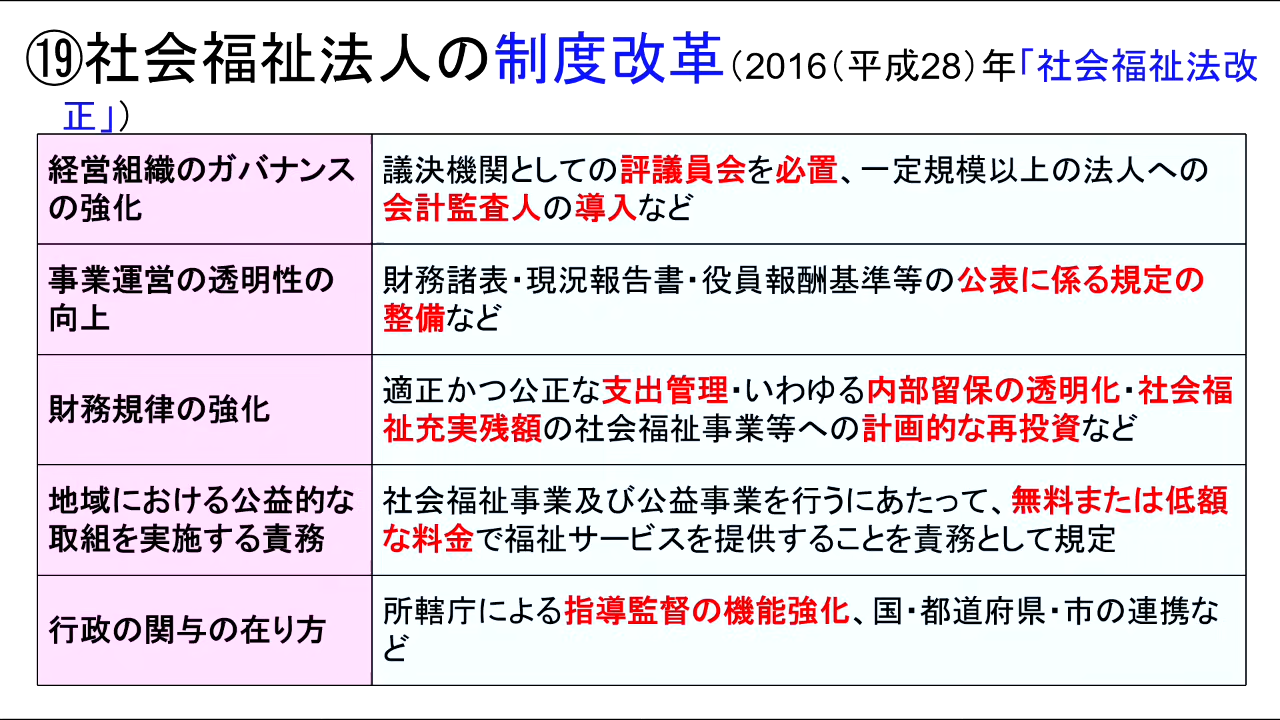 ⑲社会福祉法人の制度改革（2016（平成28）年「社会福祉法改
正」）
経営組織のガバナンス
の強化
議決機関としての評議員会を必置、一定規模以上の法人への
会計監査人の導入など
事業運営の透明性の
向上
財務諸表・現況報告書・役員報酬基準等の公表に係る規定の
整備など
財務規律の強化
適正かつ公正な支出管理・いわゆる内部留保の透明化・社会福
祉充実残額の社会福祉事業等への計画的な再投資など
地域における公益的な
取組を実施する責務
社会福祉事業及び公益事業を行うにあたって、無料または低額
な料金で福祉サービスを提供することを責務として規定
行政の関与の在り方
所轄庁による指導監督の機能強化、国・都道府県・市の連携な
ど